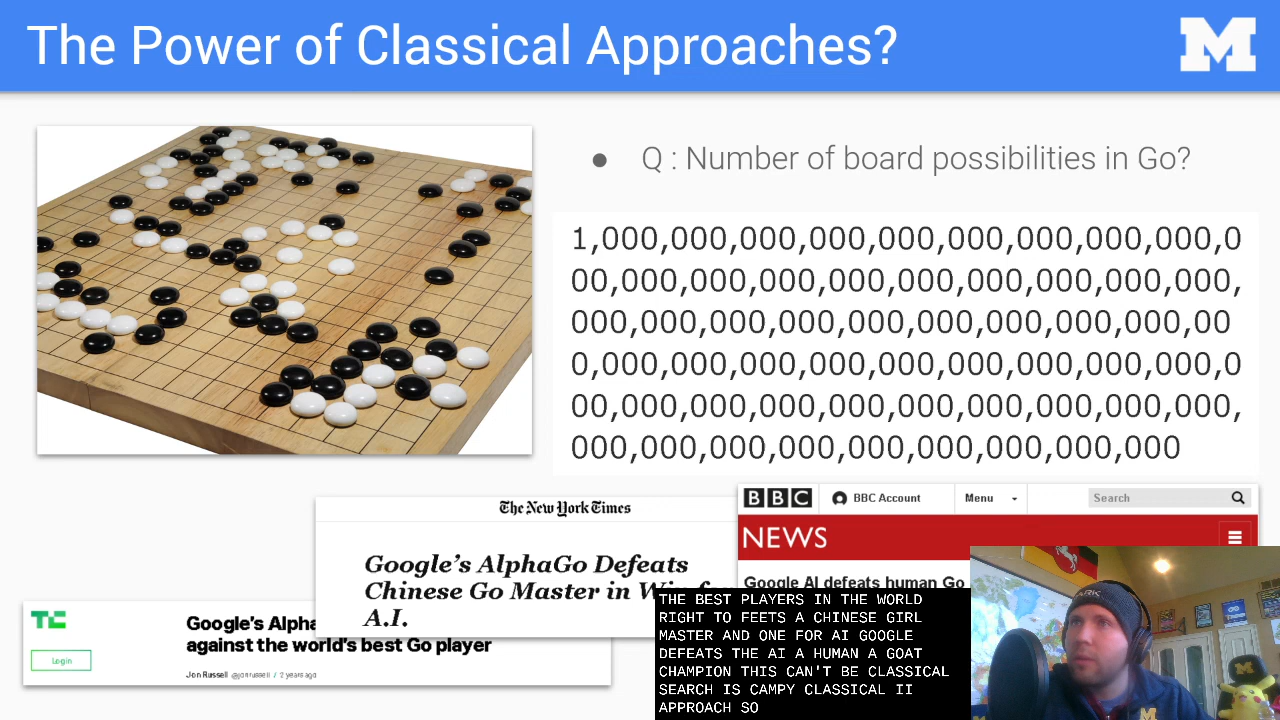 The Power of Classical Approaches?
M
● Q : Number of board possibilities in Go?
1,000,000,000,000,000,000,000,000,000,0
00,000,000,000,000,000,000,000,000,000,
000,000,000,000,000,000,000,000,000,00
0,000,000,000,000,000,000,000,000,000,0
00,000,000,000,000,000,000,000,000,000,
000,000,000,000,000,000,000,000,000
The New York Times
Google's AlphaGo Defeats
Chinese Go Master in Win f
A.I.
BBC
BBC Account
Menu
Search
NEWS
Google AI defeats human Go
TC
Login
Google's Alpha
against the world's best Go player
Jon Russell @jonrussell / 2 years ago
THE BEST PLAYERS IN THE WORLD
RIGHT TO FEETS A CHINESE GIRL
MASTER AND ONE FOR AI GOOGLE
DEFEATS THE AI A HUMAN A GOAT
CHAMPION THIS CAN'T BE CLASSICAL
SEARCH IS CAMPY CLASSICAL II
APPROACH SO